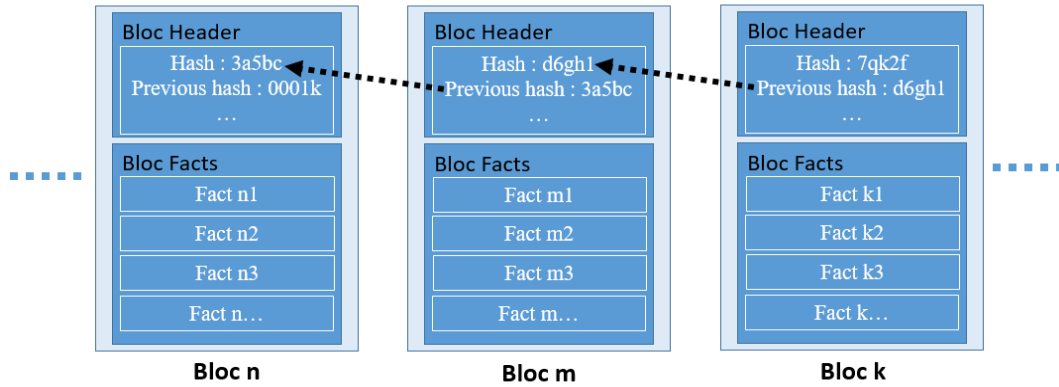 Bloc Header
Hash : 3a5bc
Previous hash : 0001k
...
Bloc Facts
Fact n1
Fact n2
Fact n3
Fact n...
Bloc n
Bloc Header
Hash : d6gh1
Previous hash : 3a5bc
...
Bloc Facts
Fact m1
Fact m2
Fact m3
Fact m...
Bloc m
Bloc Header
Hash : 7qk2f
Previous hash : d6gh1
...
Bloc Facts
Fact k1
Fact k2
Fact k3
Fact k...
Bloc k